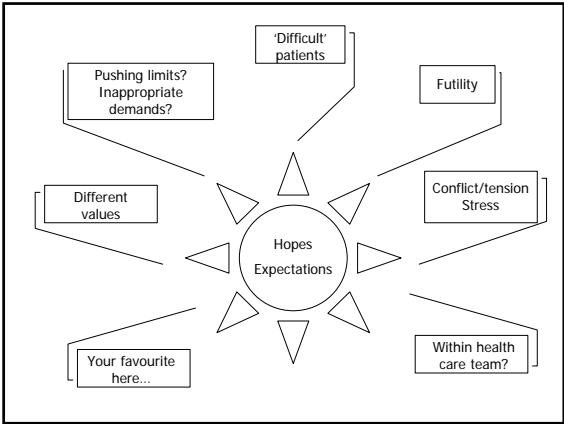 ‘Difficult’
patients
Pushing limits?
Inappropriate
demands?
Futility
Different
values
Conflict/tension
Stress
Hopes
Expectations
Your favourite
here...
Within health
care team?